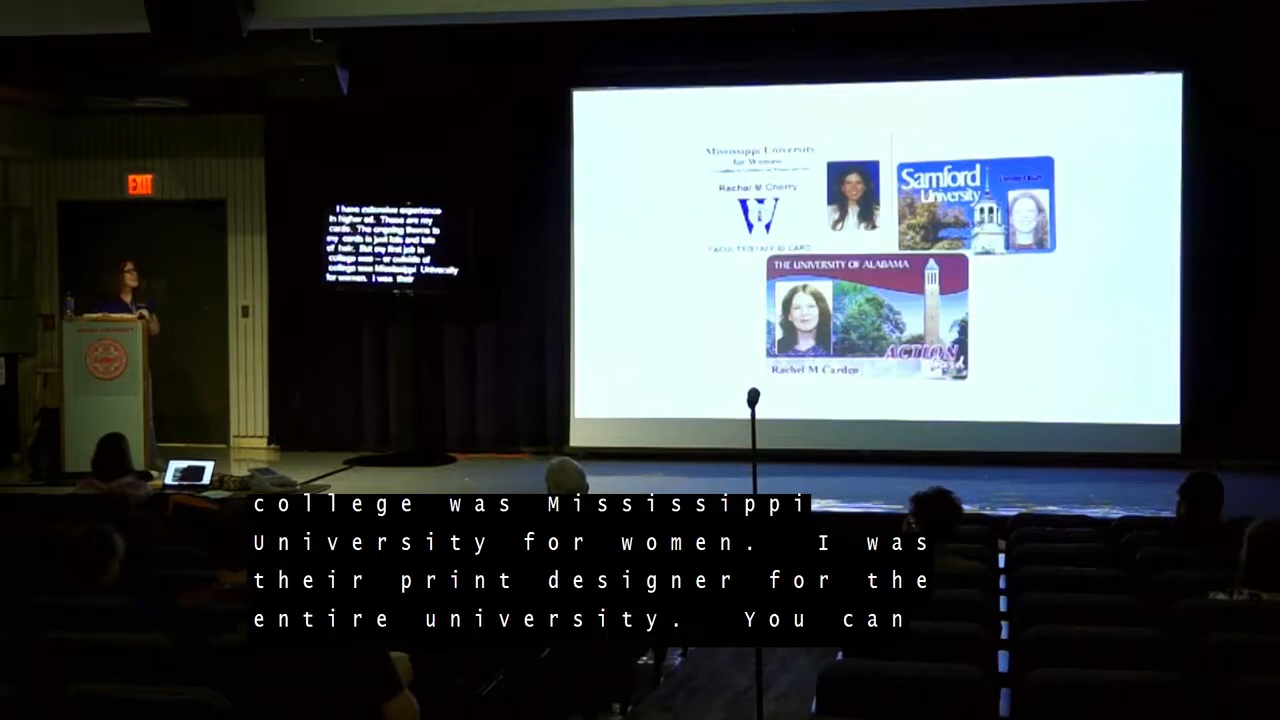 EXIT
I have extensive experience
in higher ed. These are my
cards. The ongoing theme to
my cards is just lots and lots
of hair. But my first job in
college was -- or outside of
college was Mississippi University
for women. I was their
Mississippi University
for Women
Rachel M Cherry
W
FACULTY/STAFF ID CARD
Samford
University
THE UNIVERSITY OF ALABAMA
ACTION
Card
Rachel M Carden
college was Mississippi
University for women. I was
their print designer for the
entire university. You can